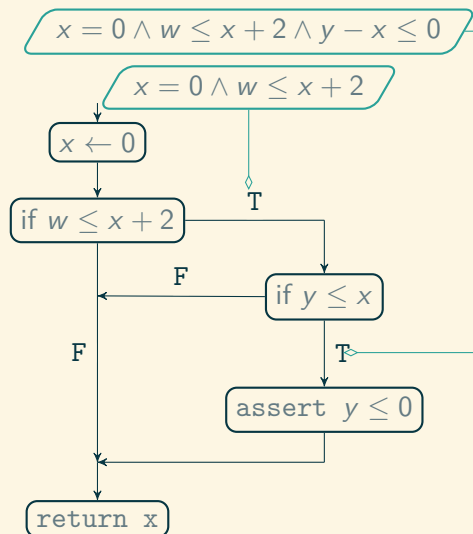 x = 0 ∧ w ≤ x + 2 ∧ y − x ≤ 0
x = 0 ∧ w ≤ x + 2
x ← 0
T
if w ≤ x + 2
F
if y ≤ x
F
T
assert y ≤ 0
return x